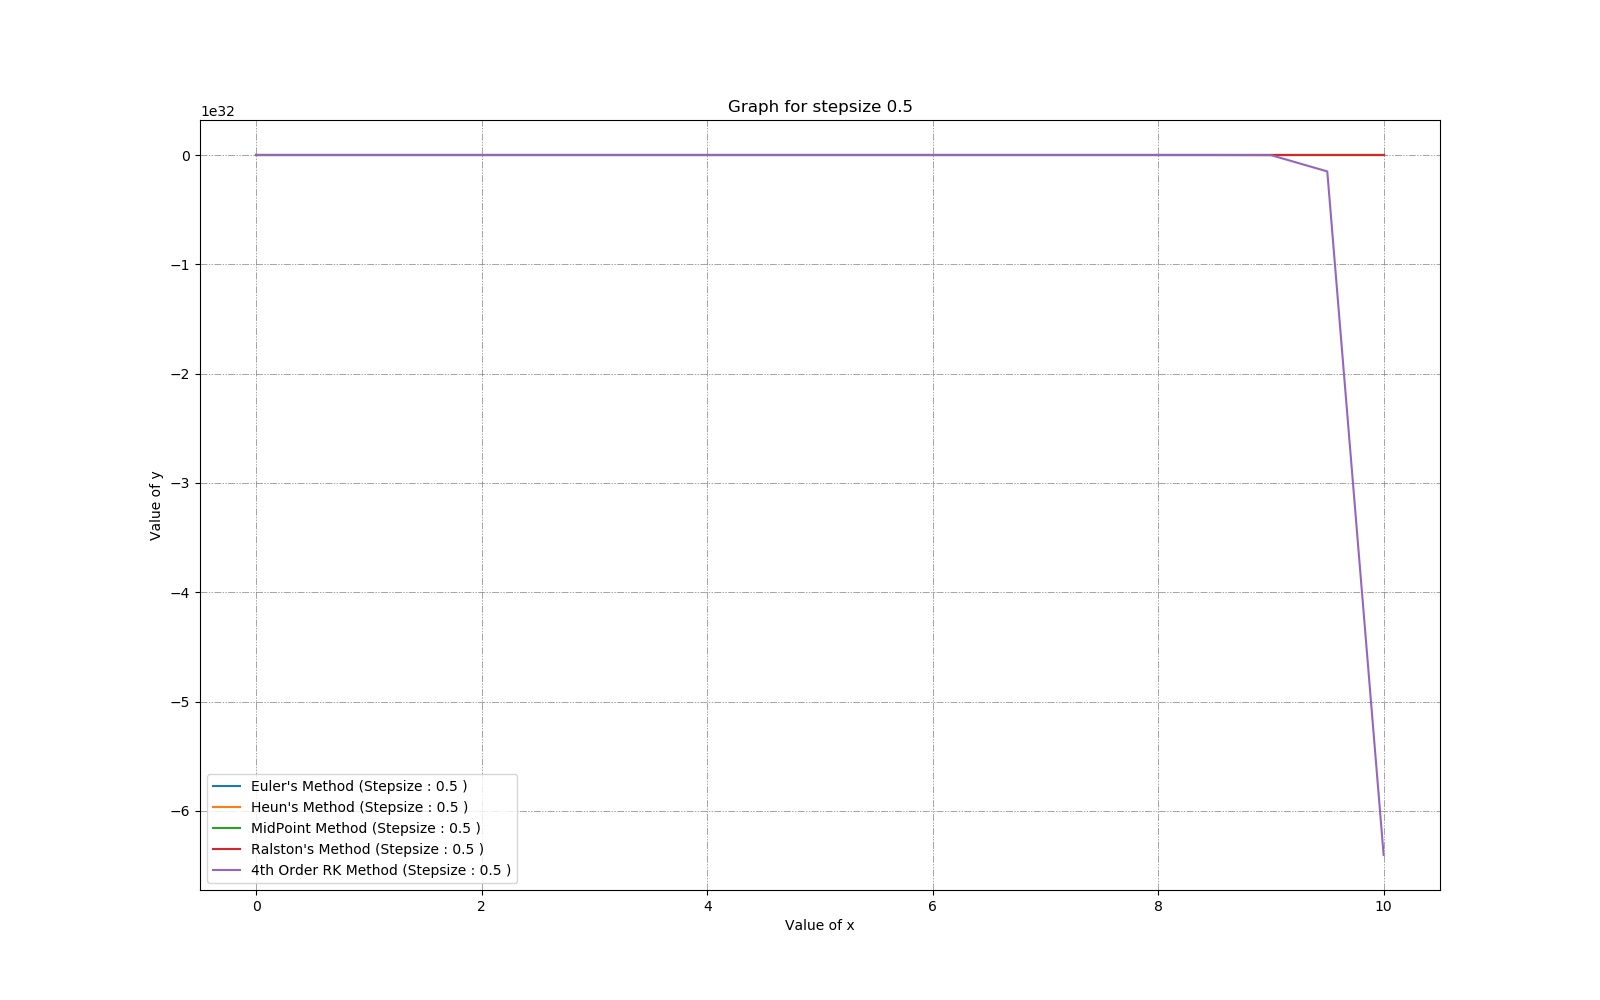 Graph for stepsize 0.5
1e32
0
−1
−2
−3
−4
−5
−6
Value of y
Euler's Method (Stepsize : 0.5 )
Heun's Method (Stepsize : 0.5 )
MidPoint Method (Stepsize : 0.5 )
Ralston's Method (Stepsize : 0.5 )
4th Order RK Method (Stepsize : 0.5 )
0 2 4 6 8 10
Value of x